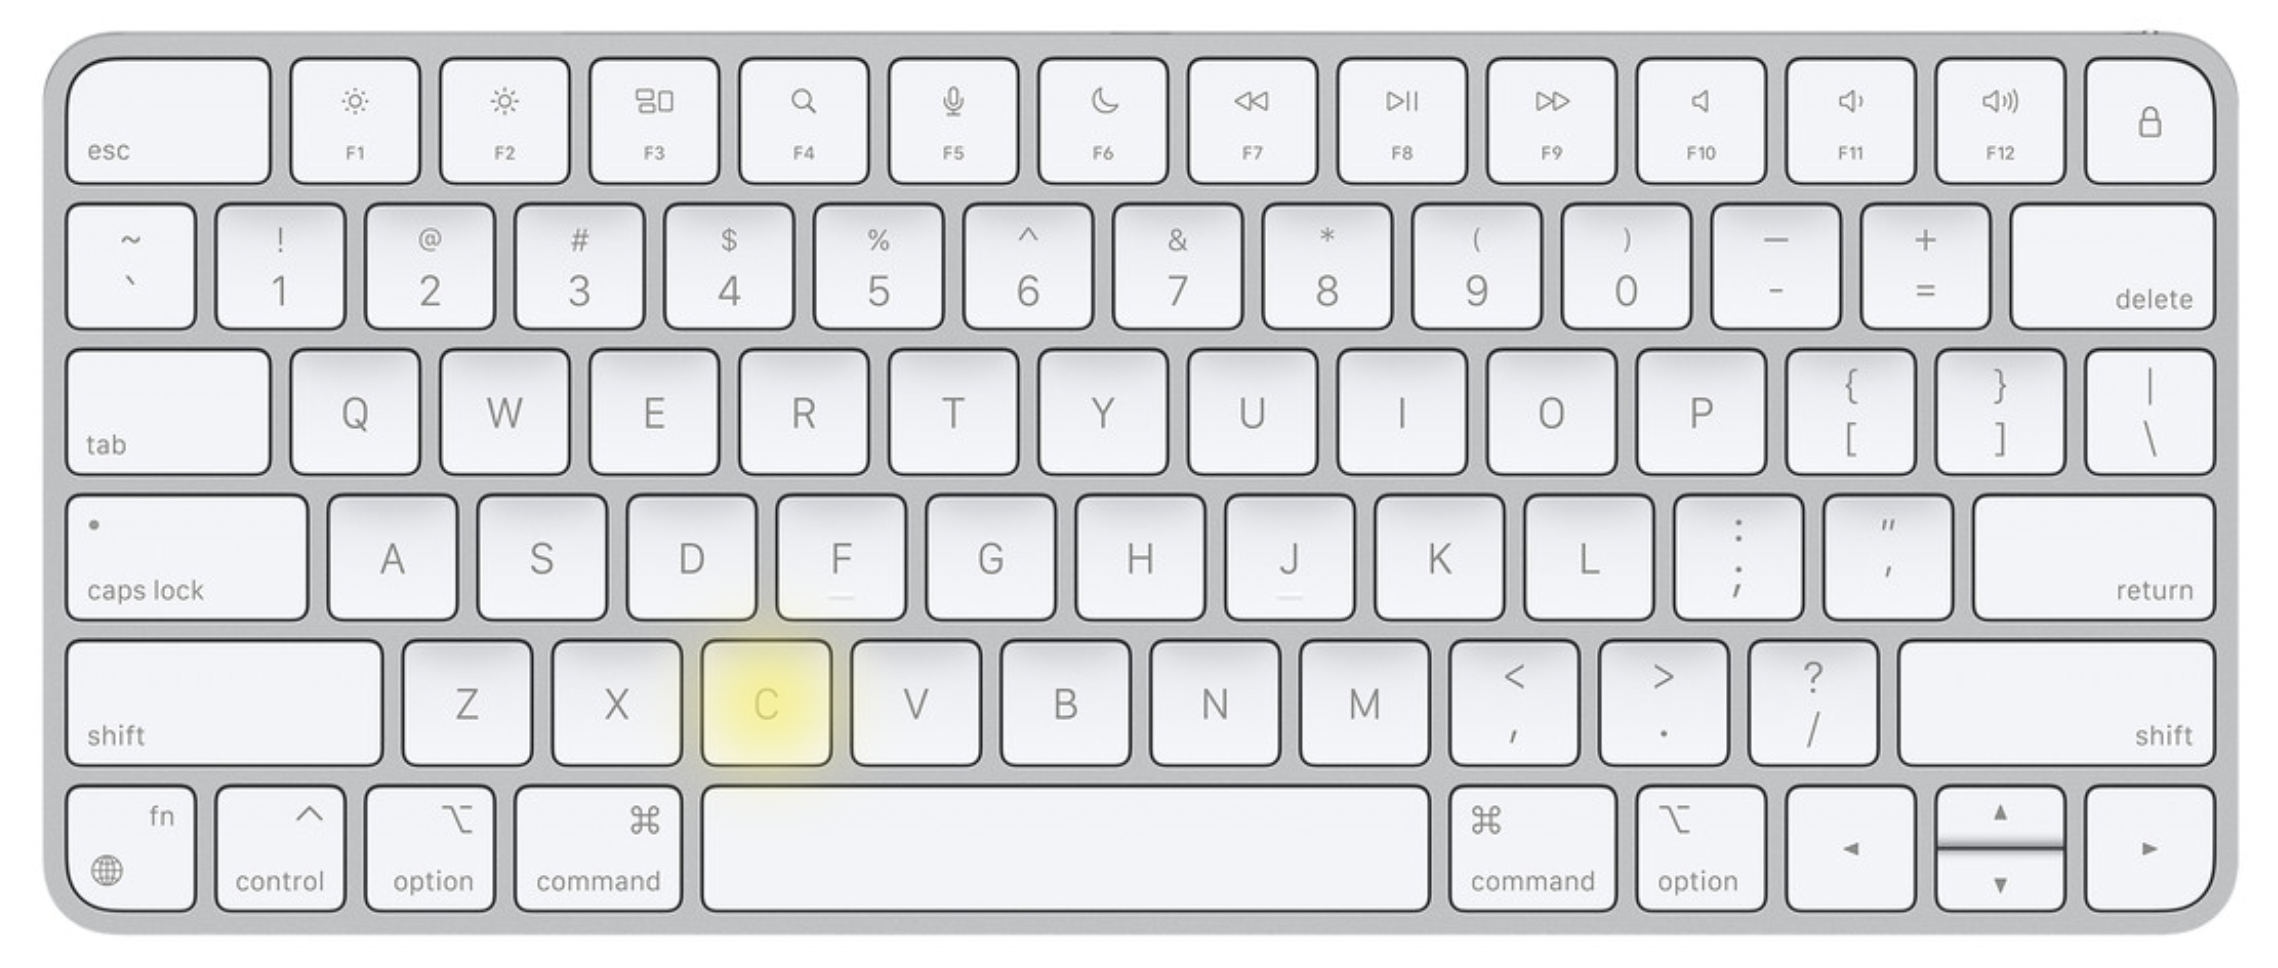 esc F1 F2 F3 F4 F5 F6 F7 F8 F9 F10 F11 F12
~ ! @ # $ % ^ & * ( ) — +
` 1 2 3 4 5 6 7 8 9 0 - = delete
tab Q W E R T Y U I O P { [ } ] | \
caps lock A S D F G H J K L : ; " ' return
shift Z X C V B N M < , > . ? / shift
fn ^ ⌥ ⌘ ⌘ ⌥ ▲
control option command command option ◄ ▼ ►